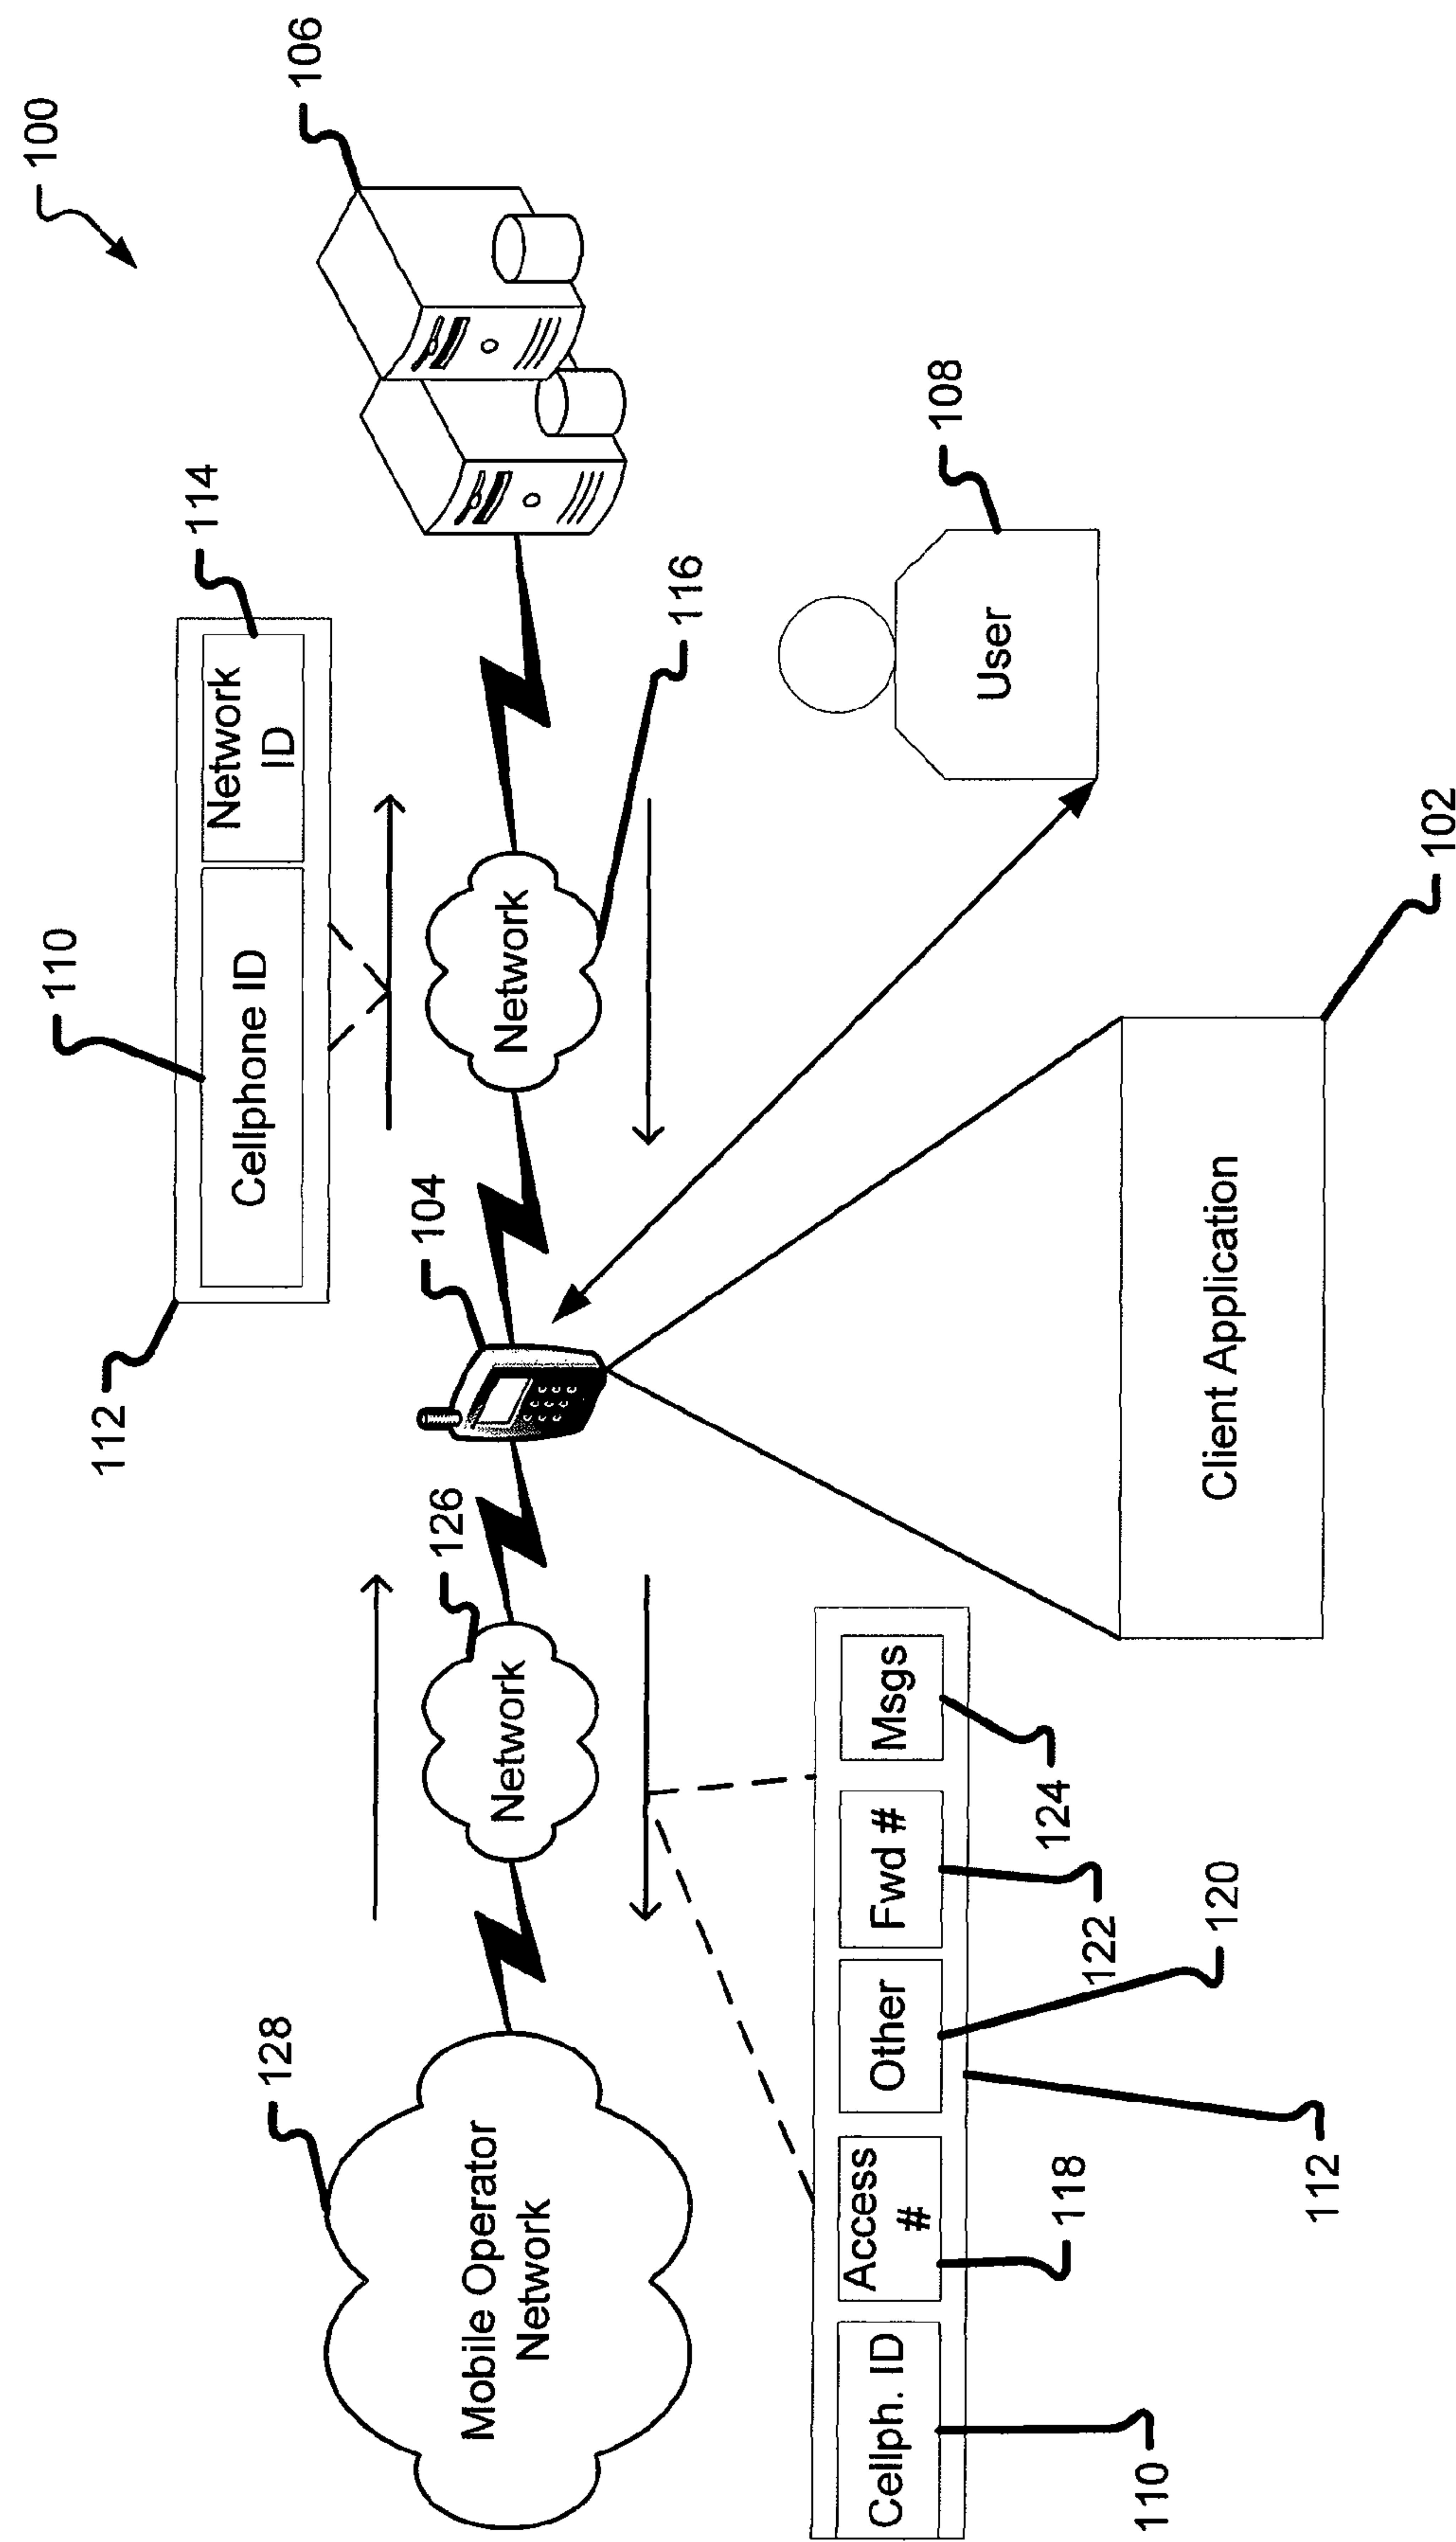 100
106
114
110
112
Cellphone ID
Network
ID
128
126
104
Mobile Operator
Network
Network
Network
116
108
User
Cellph. ID
Access
#
Other
Fwd #
Msgs
110
118
112
120
122
124
Client Application
102